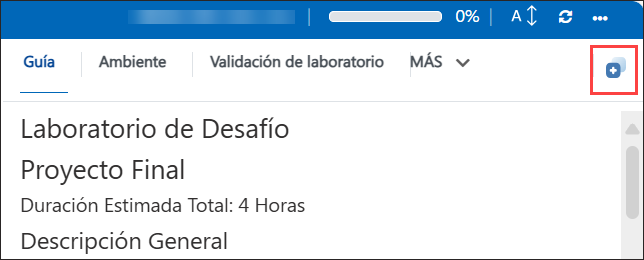 0% A
Guía Ambiente Validación de laboratorio MÁS
Laboratorio de Desafío
Proyecto Final
Duración Estimada Total: 4 Horas
Descripción General